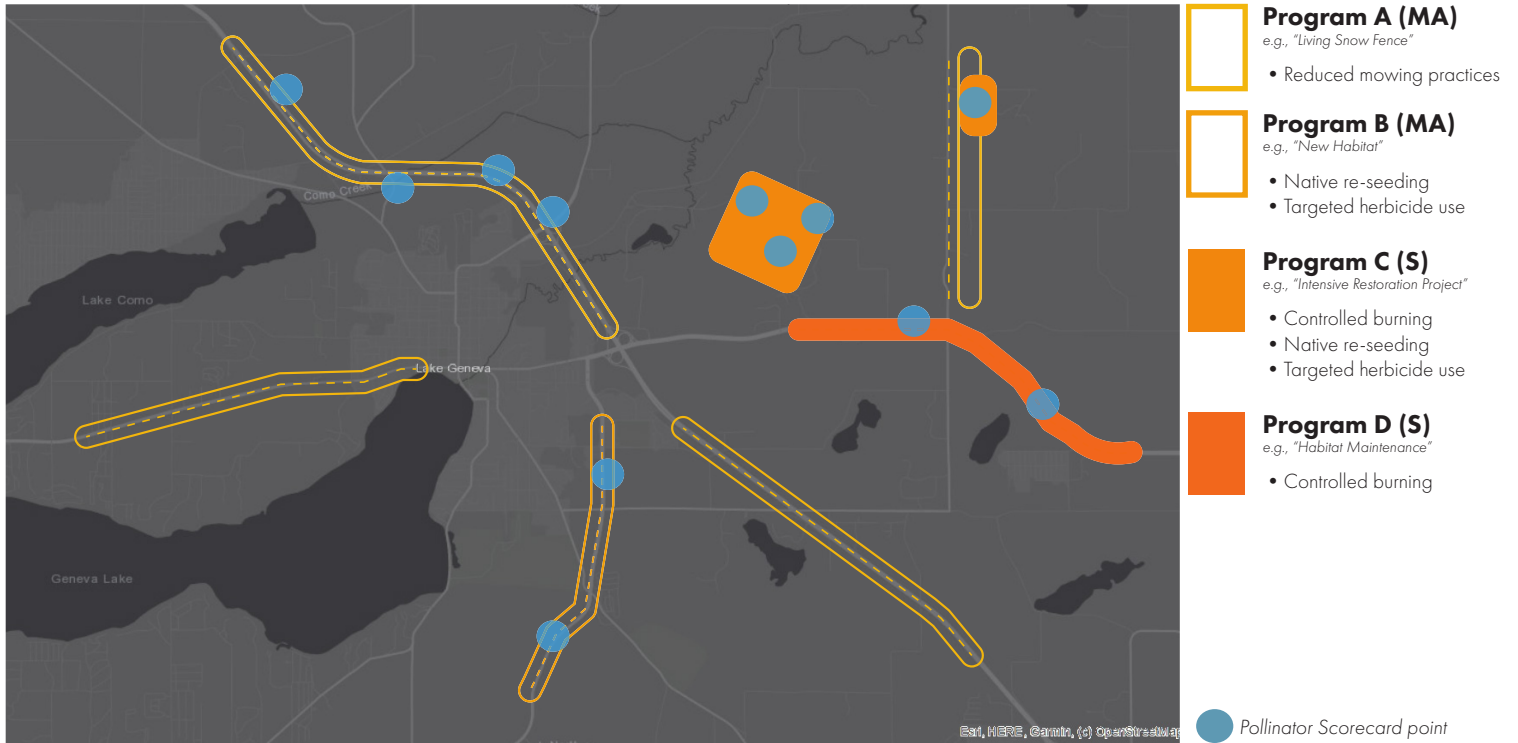 Como Creek
Lake Como
Lake Geneva
Geneva Lake
Esri, HERE, Garmin, (c) OpenStreetMap
Program A (MA)
e.g., “Living Snow Fence”
• Reduced mowing practices
Program B (MA)
e.g., “New Habitat”
• Native re-seeding
• Targeted herbicide use
Program C (S)
e.g., “Intensive Restoration Project”
• Controlled burning
• Native re-seeding
• Targeted herbicide use
Program D (S)
e.g., “Habitat Maintenance”
• Controlled burning
Pollinator Scorecard point